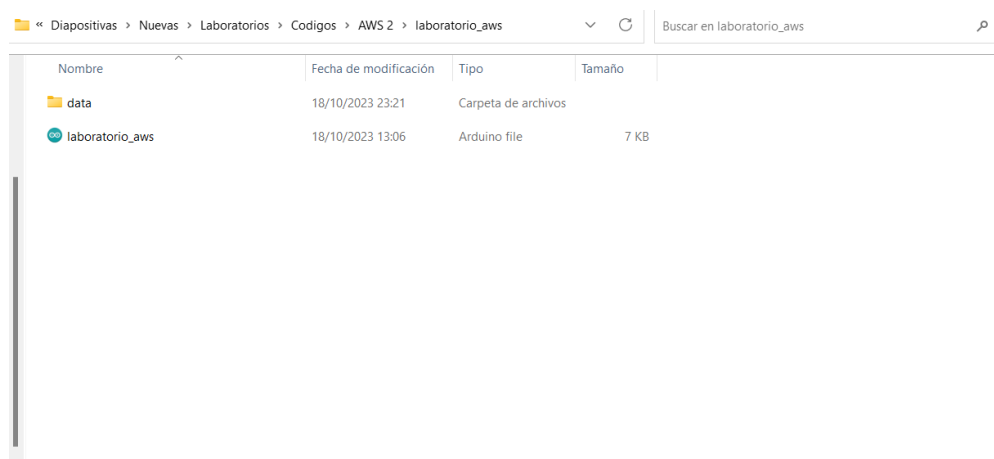 « Diapositivas > Nuevas > Laboratorios > Codigos > AWS 2 > laboratorio_aws Buscar en laboratorio_aws
Nombre Fecha de modificación Tipo Tamaño
data 18/10/2023 23:21 Carpeta de archivos
laboratorio_aws 18/10/2023 13:06 Arduino file 7 KB